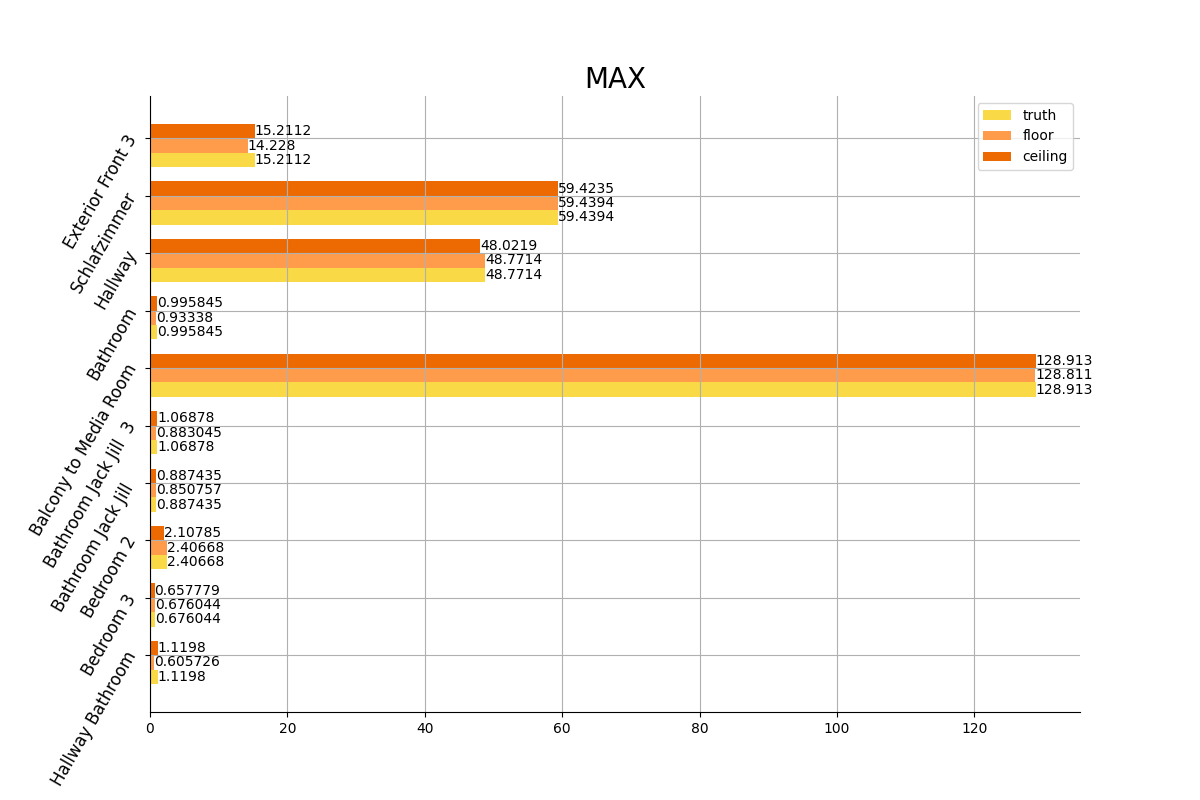 MAX
truth
floor
ceiling
Exterior Front 3
15.2112
14.228
15.2112
Schlafzimmer
59.4235
59.4394
59.4394
Hallway
48.0219
48.7714
48.7714
Bathroom
0.995845
0.93338
0.995845
Balcony to Media Room
128.913
128.811
128.913
Bathroom Jack Jill  3
1.06878
0.883045
1.06878
Bathroom Jack Jill
0.887435
0.850757
0.887435
Bedroom 2
2.10785
2.40668
2.40668
Bedroom 3
0.657779
0.676044
0.676044
Hallway Bathroom
1.1198
0.605726
1.1198
0 20 40 60 80 100 120